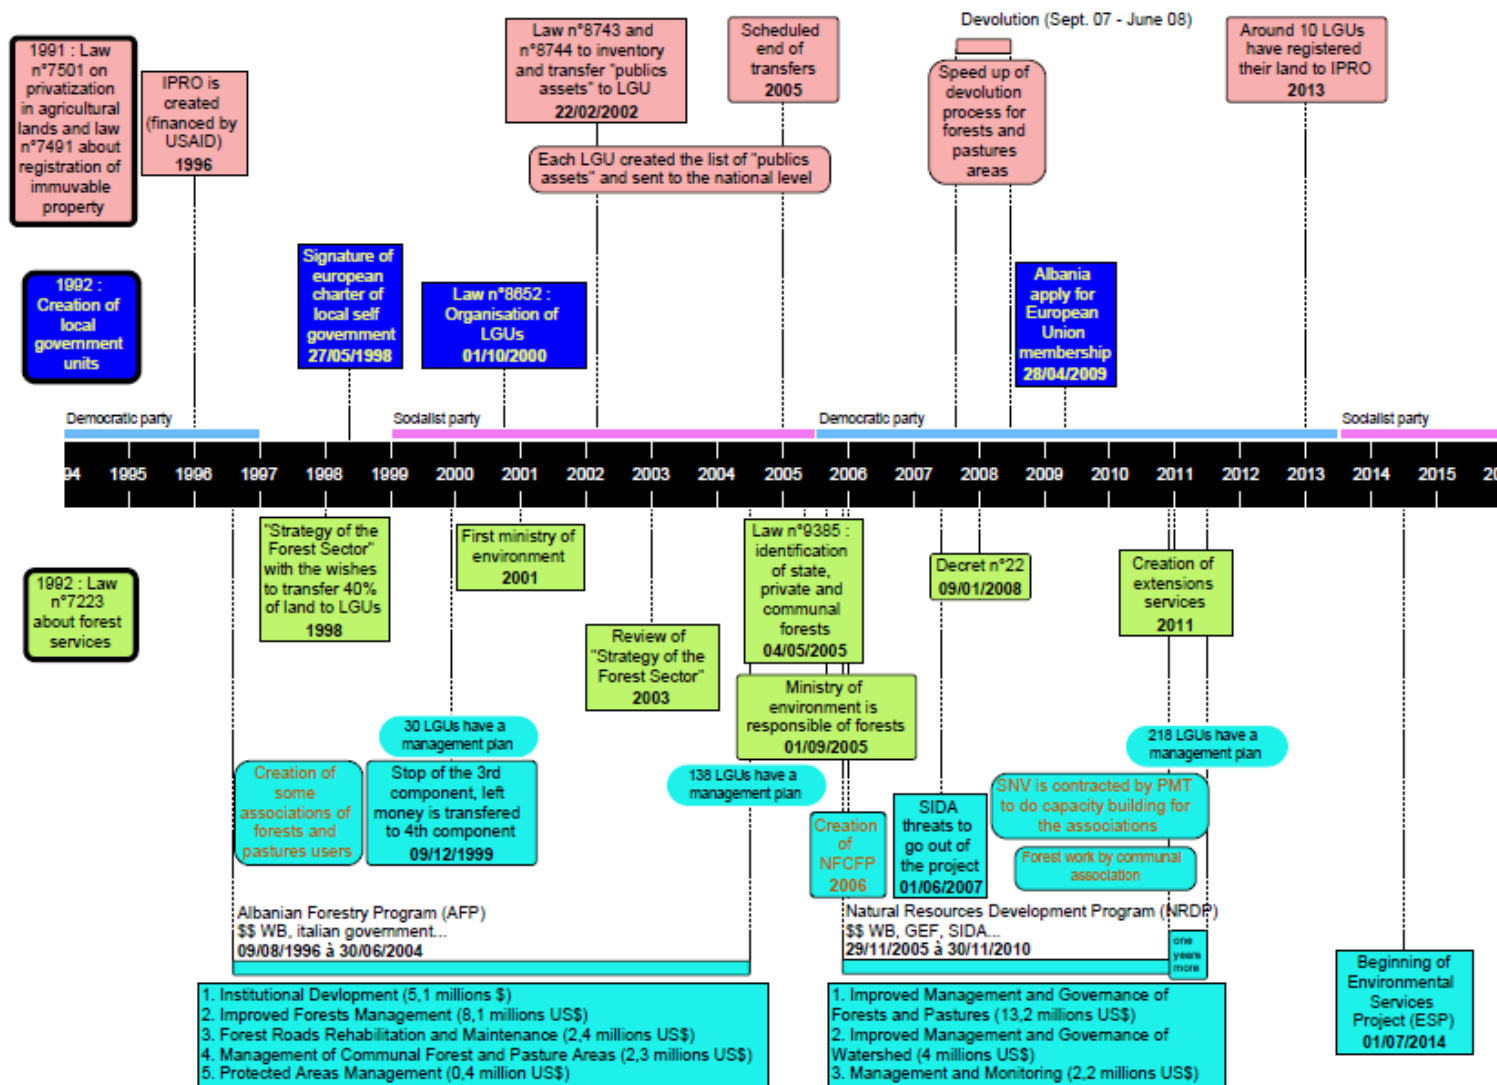 Devolution (Sept. 07 - June 08)
1991 : Law
n°7501 on
privatization
in agricultural
lands and law
n°7491 about
registration of
immuvable
property
IPRO is
created
(financed by
USAID)
1996
Law n°8743 and
n°8744 to inventory
and transfer "publics
assets" to LGU
22/02/2002
Scheduled
end of
transfers
2005
Speed up of
devolution
process for
forests and
pastures
areas
Around 10 LGUs
have registered
their land to IPRO
2013
Each LGU created the list of "publics
assets" and sent to the national level
1992 :
Creation of
local
government
units
Signature of
european
charter of
local self
government
27/05/1998
Law n°8652 :
Organisation of
LGUs
01/10/2000
Albania
apply for
European
Union
membership
28/04/2009
Democratic party
Socialist party
Democratic party
Socialist party
94 1995 1996 1997 1998 1999 2000 2001 2002 2003 2004 2005 2006 2007 2008 2009 2010 2011 2012 2013 2014 2015 20
1992 : Law
n°7223
about forest
services
"Strategy of the
Forest Sector"
with the wishes
to transfer 40%
of land to LGUs
1998
First ministry of
environment
2001
Review of
"Strategy of the
Forest Sector"
2003
Law n°9385 :
identification
of state,
private and
communal
forests
04/05/2005
Ministry of
environment is
responsible of forests
01/09/2005
Decret n°22
09/01/2008
Creation of
extensions
services
2011
30 LGUs have a
management plan
138 LGUs have a
management plan
218 LGUs have a
management plan
Creation of
some
associations of
forests and
pastures users
Stop of the 3rd
component, left
money is transfered
to 4th component
09/12/1999
Creation
of
NFCFP
2006
SIDA
threats to
go out of
the project
01/06/2007
SNV is contracted by PMT
to do capacity building for
the associations
Forest work by communal
association
Albanian Forestry Program (AFP)
$$ WB, italian government...
09/08/1996 à 30/06/2004
Natural Resources Development Program (NRDP)
$$ WB, GEF, SIDA...
29/11/2005 à 30/11/2010
one
years
more
1. Institutional Devlopment (5,1 millions $)
2. Improved Forests Management (8,1 millions US$)
3. Forest Roads Rehabilitation and Maintenance (2,4 millions US$)
4. Management of Communal Forest and Pasture Areas (2,3 millions US$)
5. Protected Areas Management (0,4 million US$)
1. Improved Management and Governance of
Forests and Pastures (13,2 millions US$)
2. Improved Management and Governance of
Watershed (4 millions US$)
3. Management and Monitoring (2,2 millions US$)
Beginning of
Environmental
Services
Project (ESP)
01/07/2014